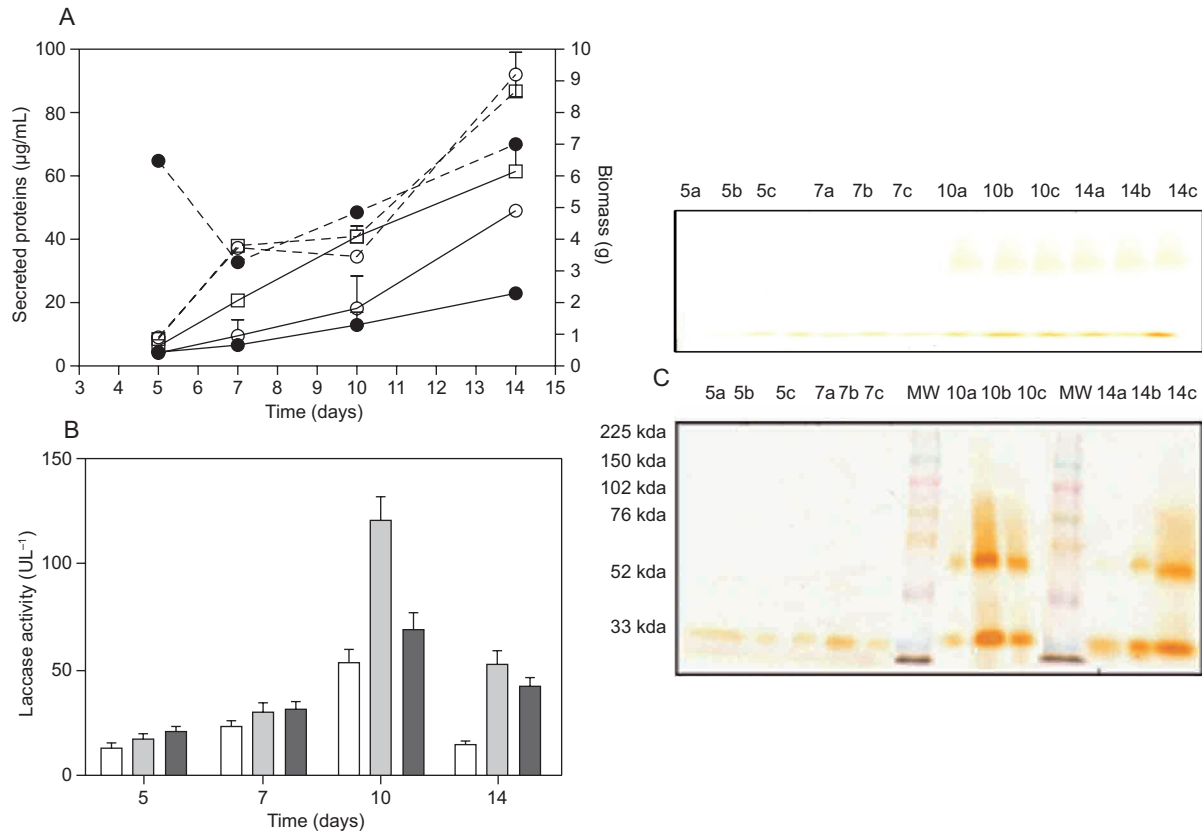 A
100
80
60
40
20
0
10
9
8
7
6
5
4
3
2
1
0
3 4 5 6 7 8 9 10 11 12 13 14 15
Secreted proteins (µg/mL)
Biomass (g)
Time (days)
B
150
100
50
0
5 7 10 14
Laccase activity (UL⁻¹)
Time (days)
5a 5b 5c 7a 7b 7c 10a 10b 10c 14a 14b 14c
C
5a 5b 5c 7a 7b 7c MW 10a 10b 10c MW 14a 14b 14c
225 kda
150 kda
102 kda
76 kda
52 kda
33 kda